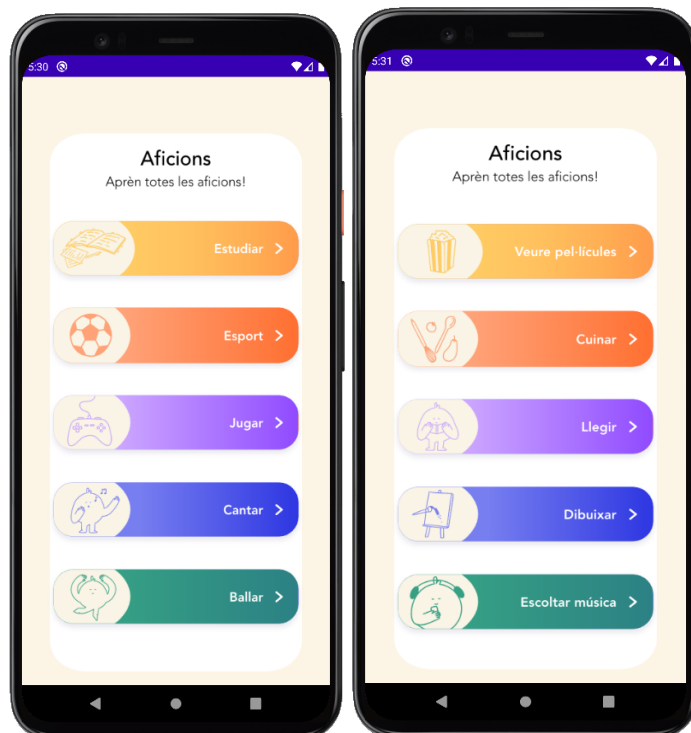 5:30
Aficions
Aprèn totes les aficions!
Estudiar
Esport
Jugar
Cantar
Ballar
5:31
Aficions
Aprèn totes les aficions!
Veure pel·lícules
Cuinar
Llegir
Dibuixar
Escoltar música